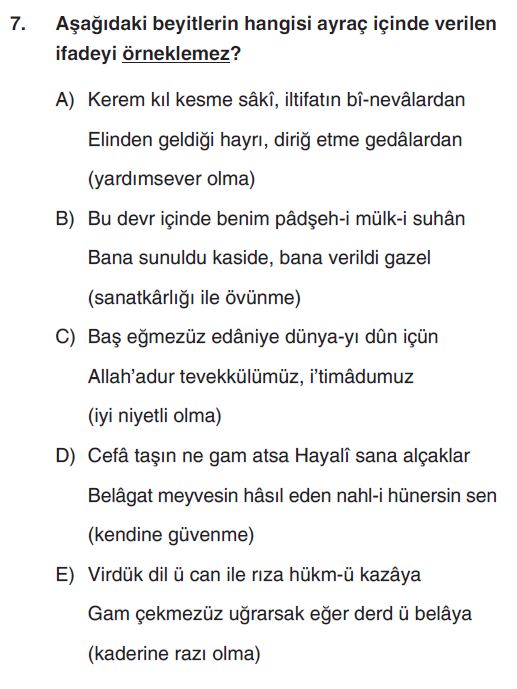 7. Aşağıdaki beyitlerin hangisi ayraç içinde verilen
ifadeyi örneklemez?
A) Kerem kıl kesme sâkî, iltifatın bî-nevâlardan
Elinden geldiği hayrı, diriğ etme gedâlardan
(yardımsever olma)
B) Bu devr içinde benim pâdşeh-i mülk-i suhân
Bana sunuldu kaside, bana verildi gazel
(sanatkârlığı ile övünme)
C) Baş eğmezüz edâniye dünya-yı dûn içün
Allah’adur tevekkülümüz, i’timâdumuz
(iyi niyetli olma)
D) Cefâ taşın ne gam atsa Hayalî sana alçaklar
Belâgat meyvesin hâsıl eden nahl-i hünersin sen
(kendine güvenme)
E) Virdük dil ü can ile rıza hükm-ü kazâya
Gam çekmezüz uğrarsak eğer derd ü belâya
(kaderine razı olma)